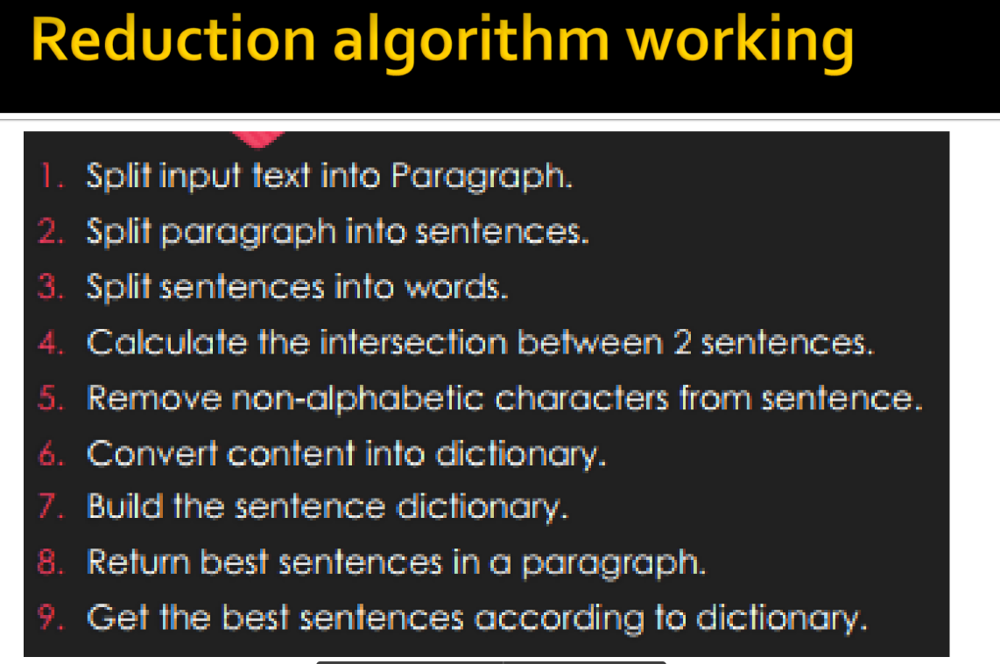 Reduction algorithm working
1. Split input text into Paragraph.
2. Split paragraph into sentences.
3. Split sentences into words.
4. Calculate the intersection between 2 sentences.
5. Remove non-alphabetic characters from sentence.
6. Convert content into dictionary.
7. Build the sentence dictionary.
8. Return best sentences in a paragraph.
9. Get the best sentences according to dictionary.